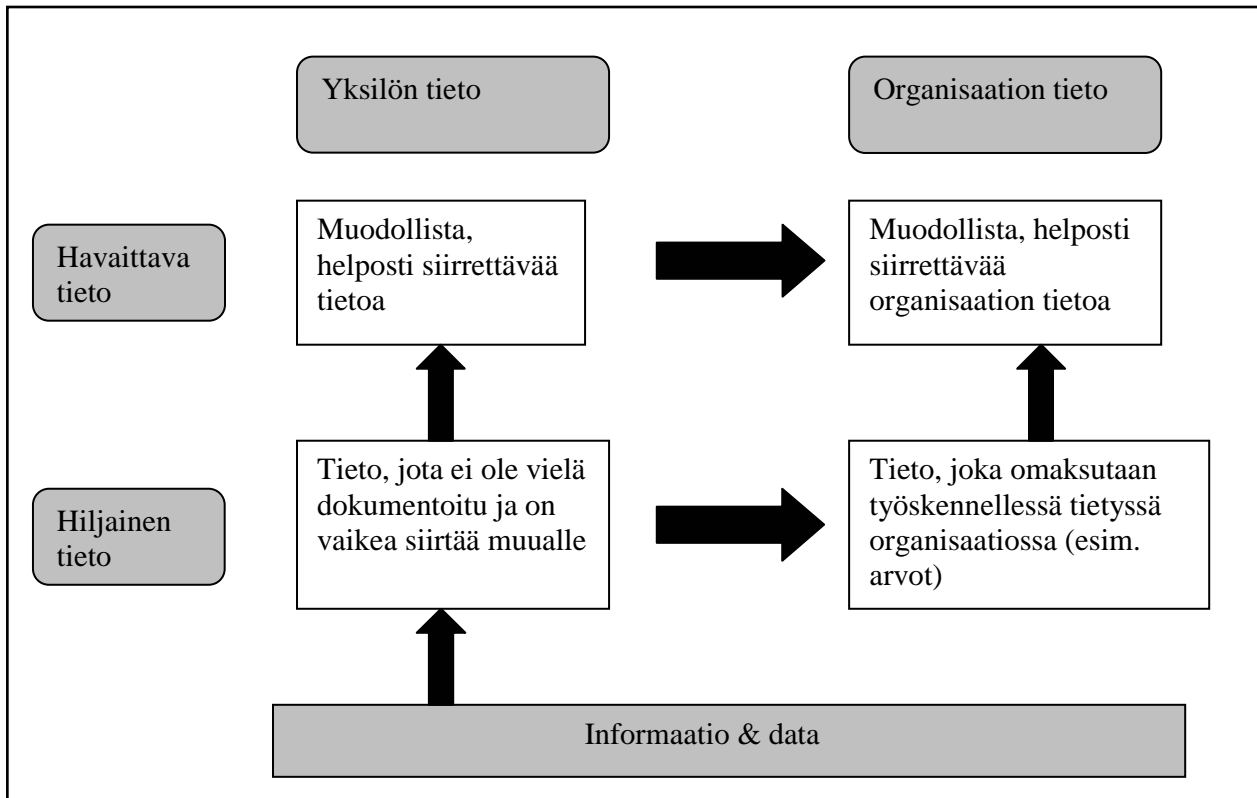 Yksilön tieto
Organisaation tieto
Havaittava
tieto
Muodollista,
helposti siirrettävää
tietoa
Muodollista, helposti
siirrettävää
organisaation tietoa
Hiljainen
tieto
Tieto, jota ei ole vielä
dokumentoitu ja on
vaikea siirtää muualle
Tieto, joka omaksutaan
työskennellessä tietyssä
organisaatiossa (esim.
arvot)
Informaatio & data